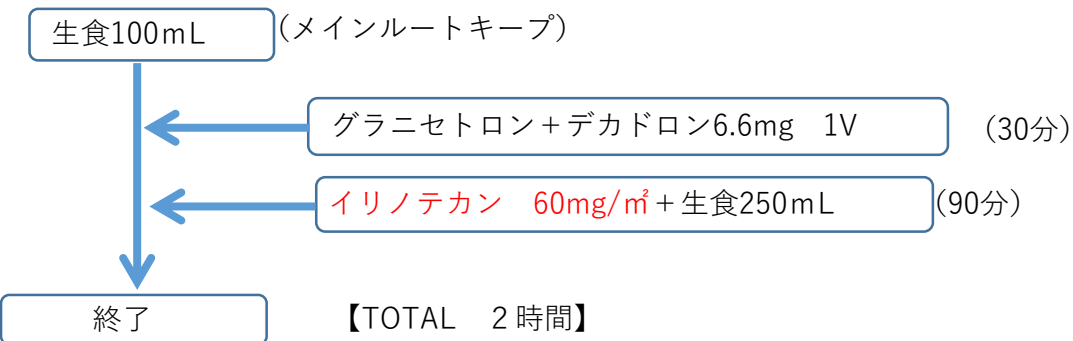 生食100mL (メインルートキープ)
グラニセトロン＋デカドロン6.6mg　1V (30分)
イリノテカン　60mg/㎡＋生食250mL (90分)
終了 【TOTAL　２時間】